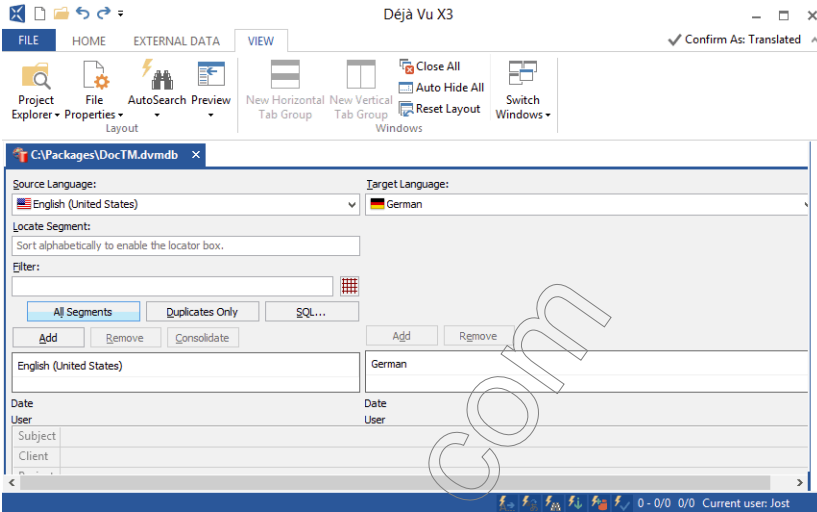 Déjà Vu X3
FILE HOME EXTERNAL DATA VIEW Confirm As: Translated
Project Explorer
File Properties
AutoSearch
Preview
Layout
New Horizontal Tab Group
New Vertical Tab Group
Close All
Auto Hide All
Reset Layout
Switch Windows
Windows
C:\Packages\DocTM.dvmdb
Source Language: Target Language:
English (United States) German
Locate Segment:
Sort alphabetically to enable the locator box.
Filter:
All Segments Duplicates Only SQL...
Add Remove Consolidate Add Remove
English (United States) German
Date Date
User User
Subject
Client
0 - 0/0 0/0 Current user: Jost
com